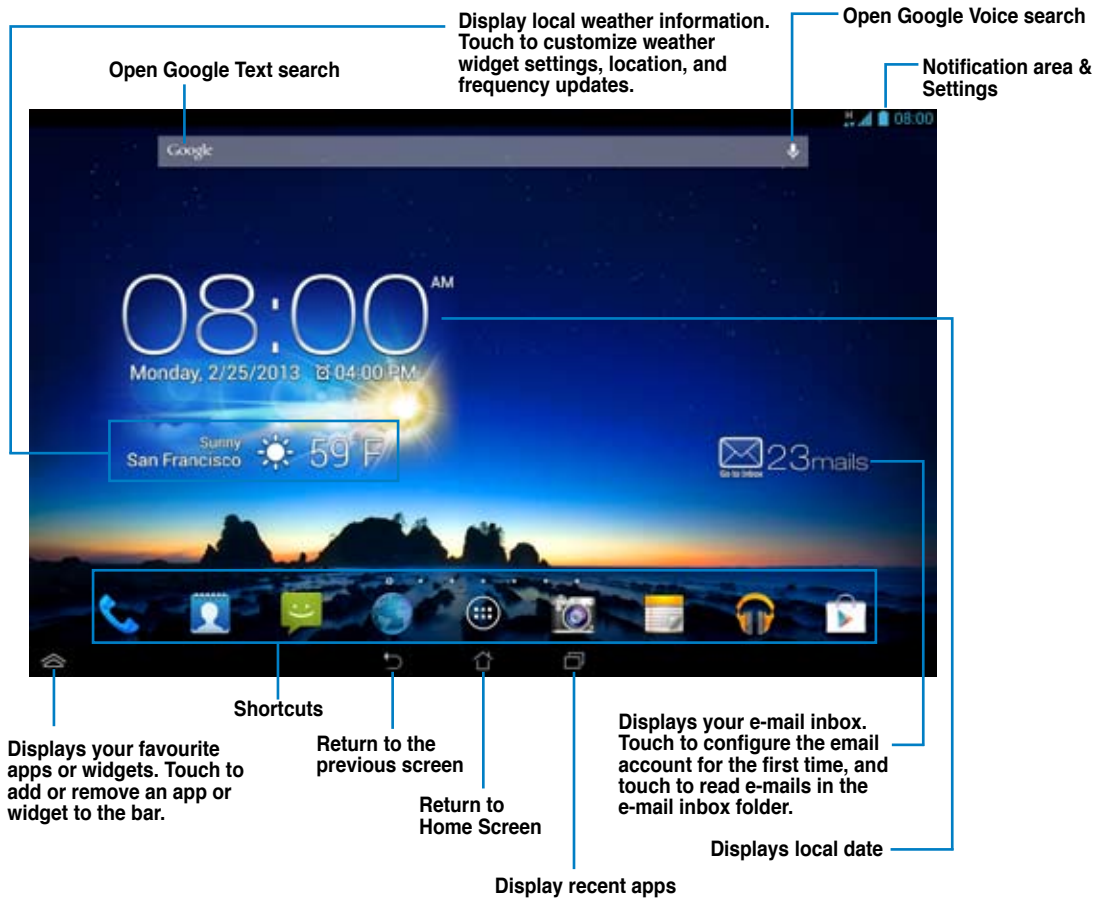 Display local weather information.
Touch to customize weather
widget settings, location, and
frequency updates.
Open Google Voice search
Open Google Text search
Notification area &
Settings
H
08:00
Google
08:00 AM
Monday, 2/25/2013 04:00 PM
Sunny
San Francisco
59°F
Go to Inbox
23mails
Shortcuts
Displays your favourite
apps or widgets. Touch to
add or remove an app or
widget to the bar.
Return to the
previous screen
Return to
Home Screen
Displays your e-mail inbox.
Touch to configure the email
account for the first time, and
touch to read e-mails in the
e-mail inbox folder.
Displays local date
Display recent apps